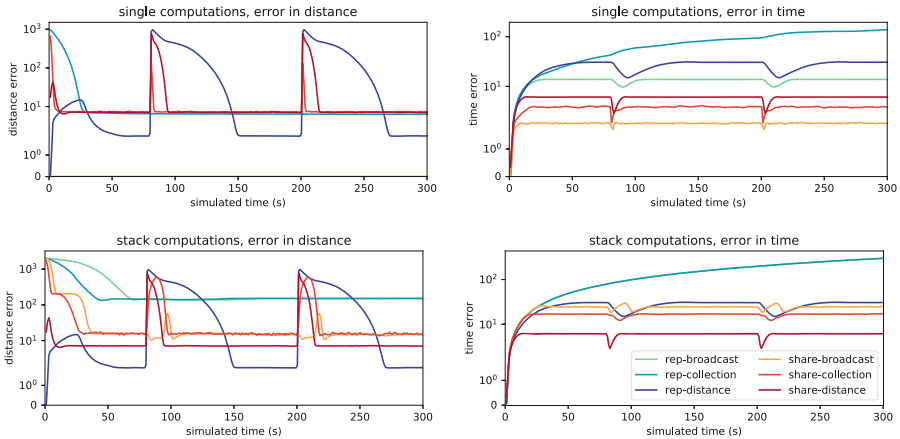 single computations, error in distance
distance error
10³
10¹
10⁰
0
0 50 100 150 200 250 300
simulated time (s)
single computations, error in time
time error
10²
10¹
10⁰
0
0 50 100 150 200 250 300
simulated time (s)
stack computations, error in distance
distance error
10³
10²
10¹
10⁰
0
0 50 100 150 200 250 300
simulated time (s)
stack computations, error in time
time error
10²
10¹
10⁰
0
rep-broadcast share-broadcast
rep-collection share-collection
rep-distance share-distance
0 50 100 150 200 250 300
simulated time (s)